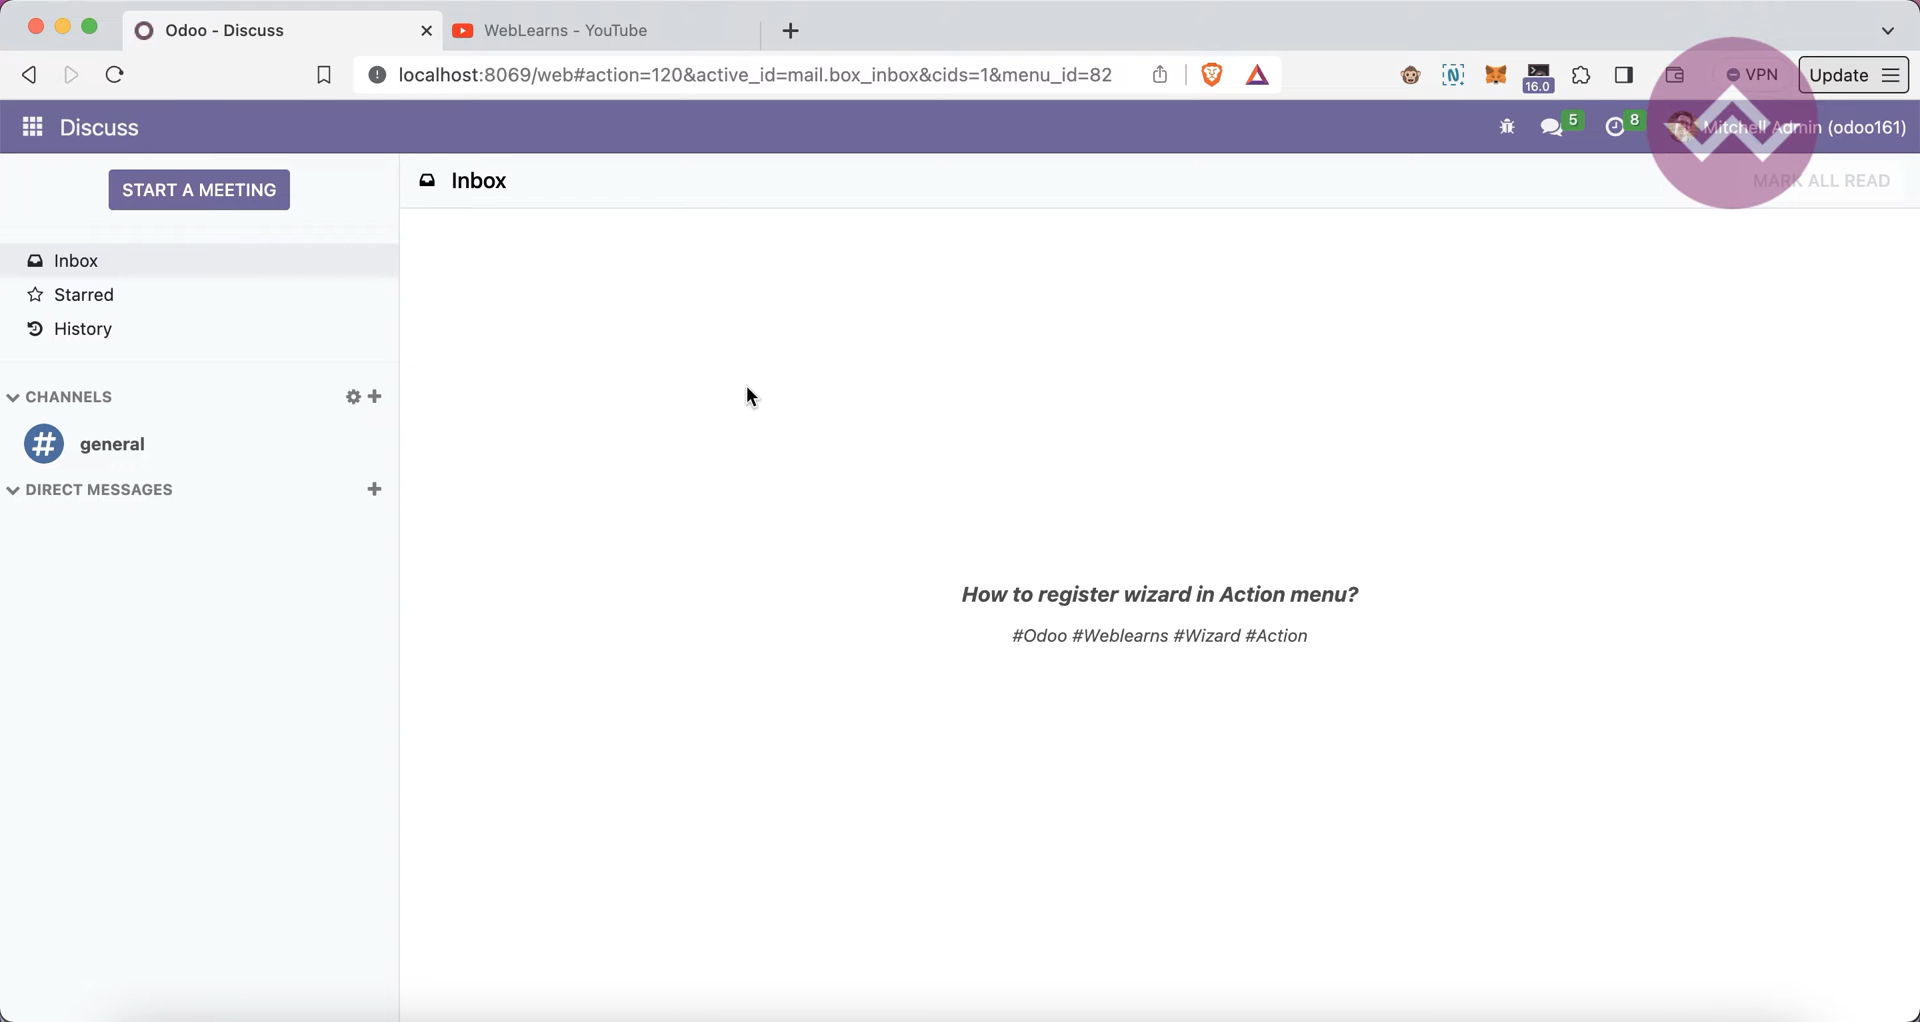 Odoo - Discuss
WebLearns - YouTube
localhost:8069/web#action=120&active_id=mail.box_inbox&cids=1&menu_id=82
16.0
VPN
Update
Discuss
5
8
Mitchell Admin (odoo161)
START A MEETING
Inbox
MARK ALL READ
Inbox
Starred
History
CHANNELS
general
DIRECT MESSAGES
How to register wizard in Action menu?
#Odoo #Weblearns #Wizard #Action